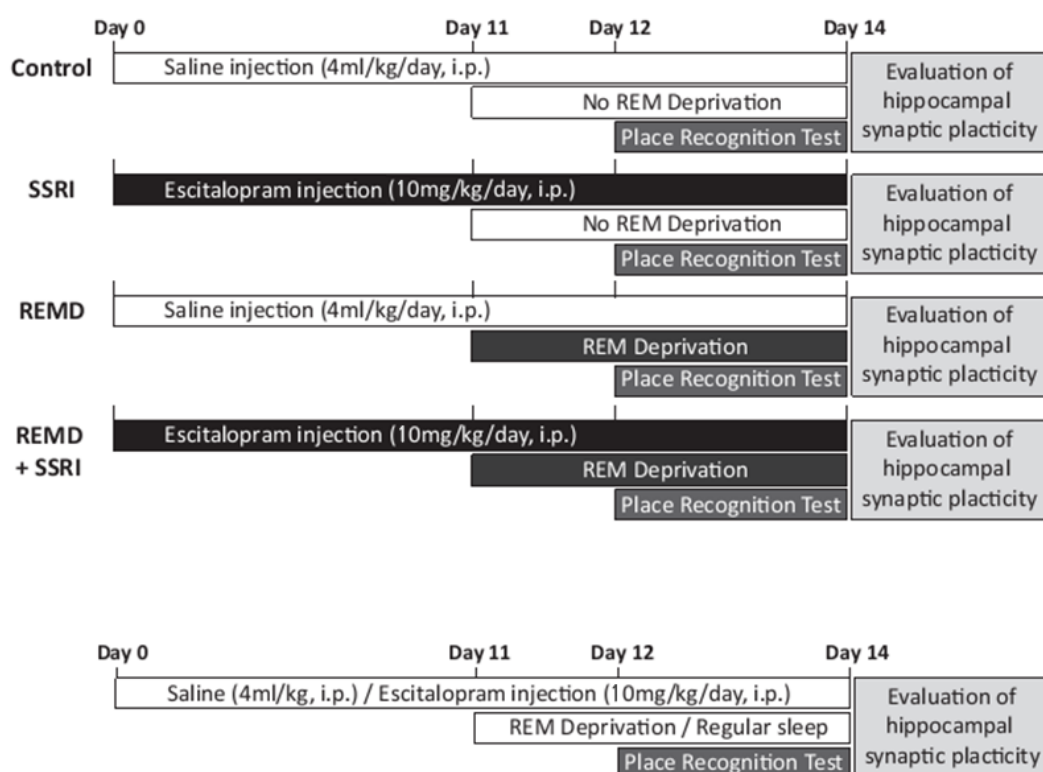 Day 0 Day 11 Day 12 Day 14
Control
Saline injection (4ml/kg/day, i.p.)
No REM Deprivation
Place Recognition Test
Evaluation of
hippocampal
synaptic placticity
SSRI
Escitalopram injection (10mg/kg/day, i.p.)
No REM Deprivation
Place Recognition Test
Evaluation of
hippocampal
synaptic placticity
REMD
Saline injection (4ml/kg/day, i.p.)
REM Deprivation
Place Recognition Test
Evaluation of
hippocampal
synaptic placticity
REMD
+ SSRI
Escitalopram injection (10mg/kg/day, i.p.)
REM Deprivation
Place Recognition Test
Evaluation of
hippocampal
synaptic placticity
Day 0 Day 11 Day 12 Day 14
Saline (4ml/kg, i.p.) / Escitalopram injection (10mg/kg/day, i.p.)
REM Deprivation / Regular sleep
Place Recognition Test
Evaluation of
hippocampal
synaptic placticity